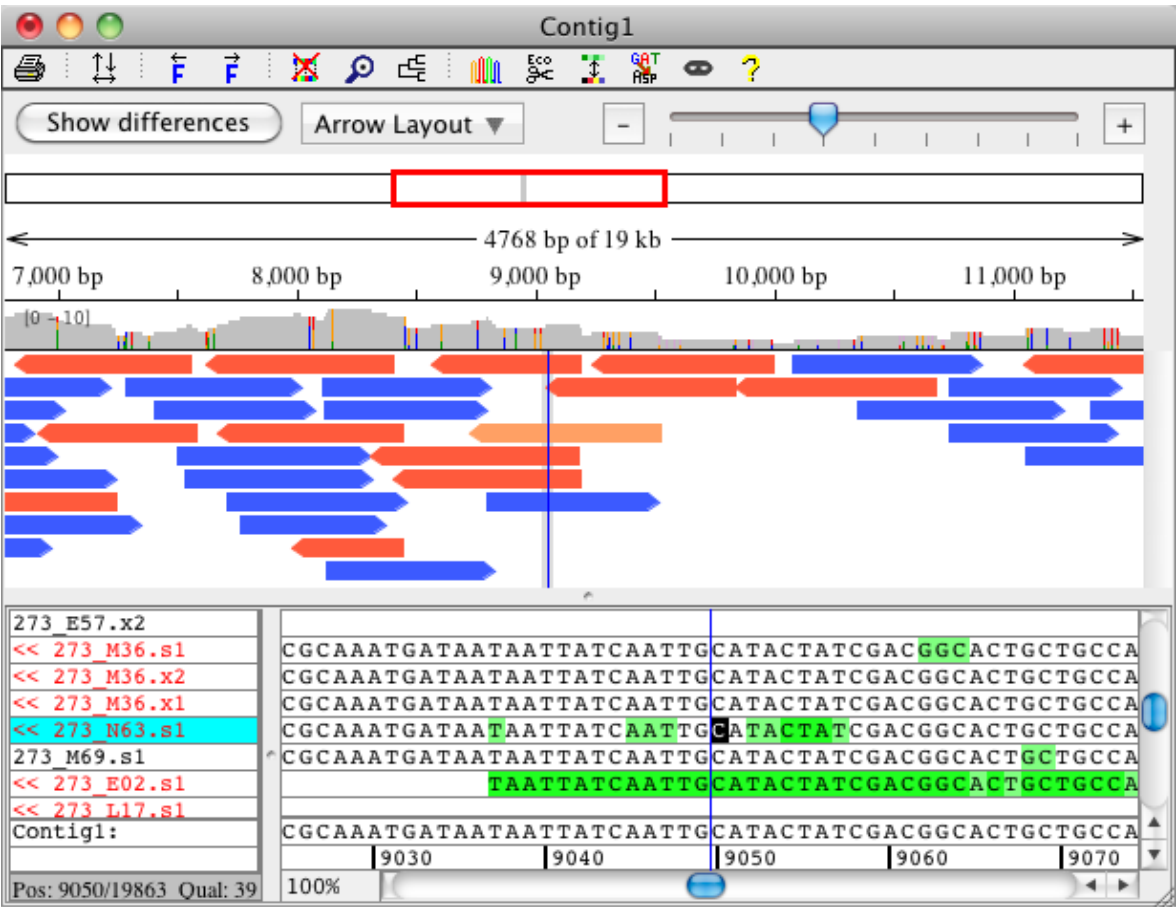 Contig1
F F Eco GAT ASP ?
Show differences Arrow Layout - +
4768 bp of 19 kb
7,000 bp 8,000 bp 9,000 bp 10,000 bp 11,000 bp
[0 - 10]
273_E57.x2
<< 273_M36.s1 CGCAAATGATAATAATTATCAATTGCATACTATCGACGGCACTGCTGCCA
<< 273_M36.x2 CGCAAATGATAATAATTATCAATTGCATACTATCGACGGCACTGCTGCCA
<< 273_M36.x1 CGCAAATGATAATAATTATCAATTGCATACTATCGACGGCACTGCTGCCA
<< 273_N63.s1 CGCAAATGATAATAATTATCAATTGCATACTATCGACGGCACTGCTGCCA
273_M69.s1 CGCAAATGATAATAATTATCAATTGCATACTATCGACGGCACTGCTGCCA
<< 273_E02.s1 TAATTATCAATTGCATACTATCGACGGCACTGCTGCCA
<< 273_L17.s1
Contig1: CGCAAATGATAATAATTATCAATTGCATACTATCGACGGCACTGCTGCCA
9030 9040 9050 9060 9070
Pos: 9050/19863 Qual: 39 100%